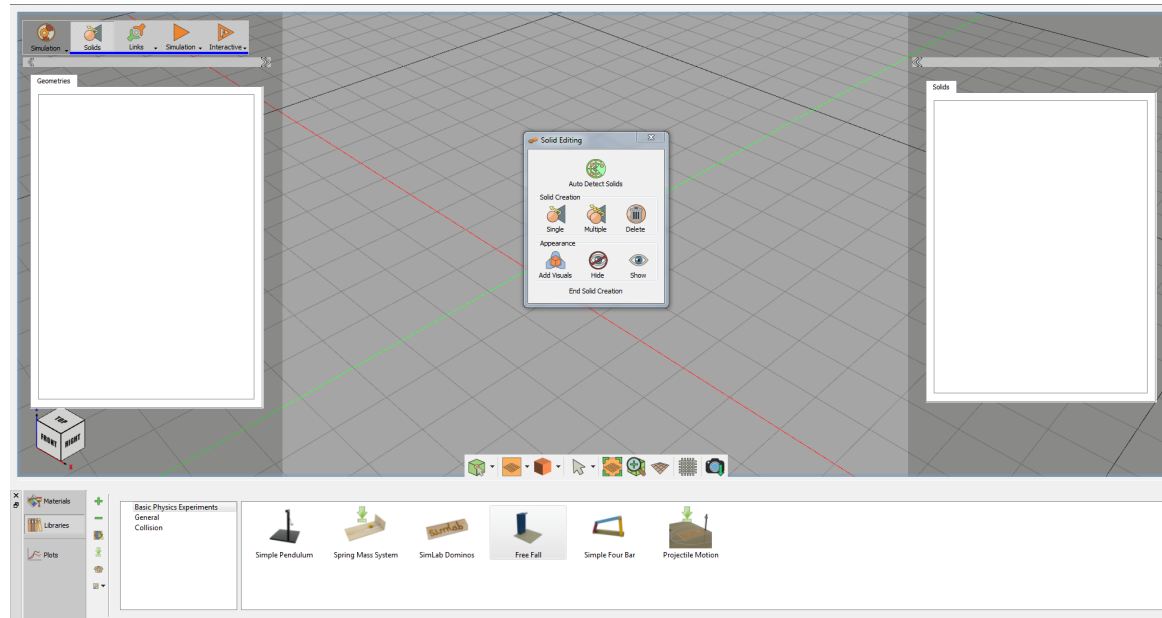 Simulation Solids Links Simulation Interactive
Geometries
Solids
Solid Editing
Auto Detect Solids
Solid Creation
Single Multiple Delete
Appearance
Add Visuals Hide Show
End Solid Creation
TOP
FRONT RIGHT
X
Materials
Libraries
Plots
Basic Physics Experiments
General
Collision
simlab
Simple Pendulum Spring Mass System SimLab Dominos Free Fall Simple Four Bar Projectile Motion